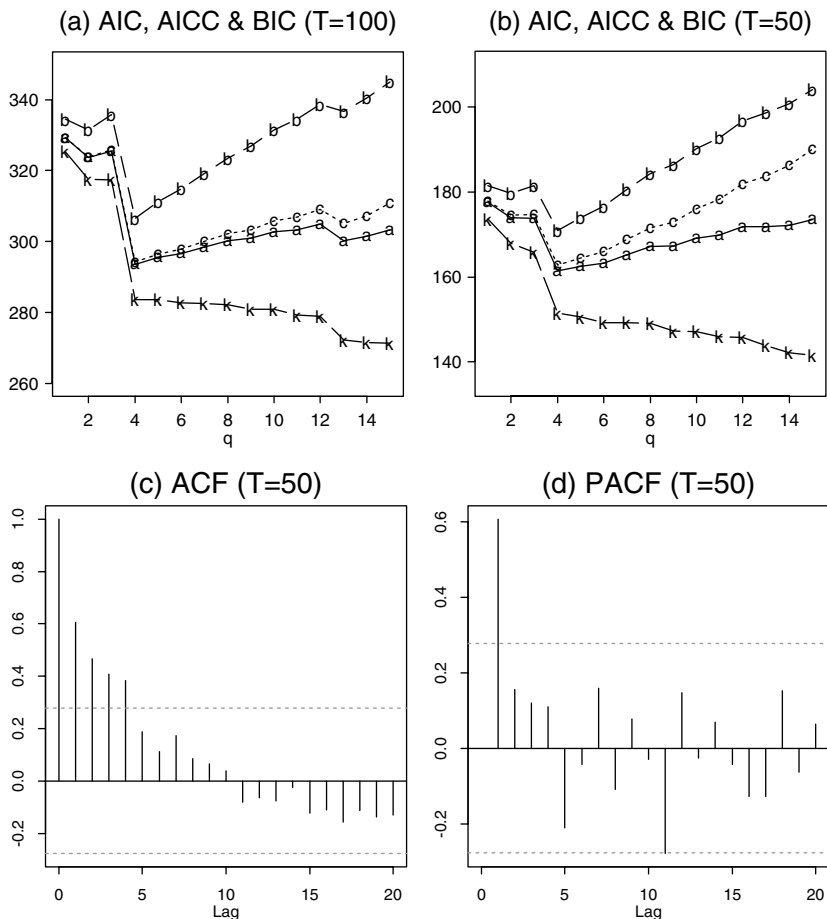 (a) AIC, AICC & BIC (T=100)
340
320
300
280
260
b b b b b b b b b b b b b b b
c c c c c c c c c c c c
a a a a a a a a a a a a a a a
k k k k k k k k k k k k k k k
2 4 6 8 10 12 14
q
(b) AIC, AICC & BIC (T=50)
200
180
160
140
b b b b b b b b b b b b b b b
c c c c c c c c c c c c c c c
a a a a a a a a a a a a a a a
k k k k k k k k k k k k k k k
2 4 6 8 10 12 14
q
(c) ACF (T=50)
1.0
0.8
0.6
0.4
0.2
0.0
-0.2
0 5 10 15 20
Lag
(d) PACF (T=50)
0.6
0.4
0.2
0.0
-0.2
0 5 10 15 20
Lag